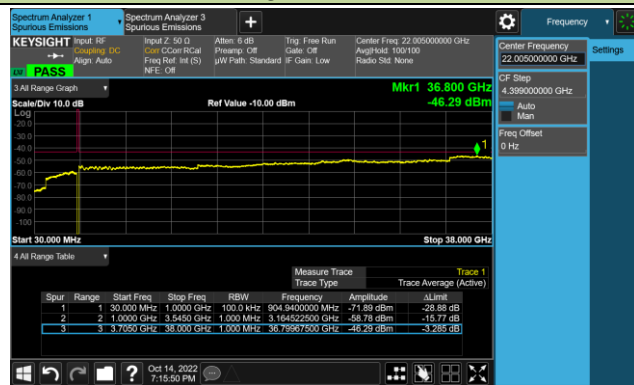 Spectrum Analyzer 1
Spurious Emissions
Spectrum Analyzer 3
Spurious Emissions
Frequency
KEYSIGHT Input: RF Input Z: 50 Ω Atten: 6 dB Trig: Free Run Center Freq: 22.005000000 GHz
Coupling: DC Corr CCorr RCal Preamp: Off Gate: Off Avg|Hold: 100/100
Align: Auto Freq Ref: Int (S) µW Path: Standard IF Gain: Low Radio Std: None
NFE: Off
PASS
Center Frequency
22.005000000 GHz
Settings
CF Step
4.399000000 GHz
Auto
Man
Freq Offset
0 Hz
3 All Range Graph
Mkr1 36.800 GHz
Scale/Div 10.0 dB Ref Value -10.00 dBm -46.29 dBm
Log
-20.0
-30.0
-40.0
-50.0
-60.0
-70.0
-80.0
-90.0
-100
1
Start 30.000 MHz Stop 38.000 GHz
4 All Range Table
Measure Trace Trace 1
Trace Type Trace Average (Active)
Spur Range Start Freq Stop Freq RBW Frequency Amplitude ΔLimit
1 1 30.000 MHz 1.0000 GHz 100.0 kHz 904.9400000 MHz -71.89 dBm -28.88 dB
2 2 1.0000 GHz 3.5450 GHz 1.000 MHz 3.164522500 GHz -58.78 dBm -15.77 dB
3 3 3.7050 GHz 38.000 GHz 1.000 MHz 36.79967500 GHz -46.29 dBm -3.285 dB
Oct 14, 2022
7:15:50 PM